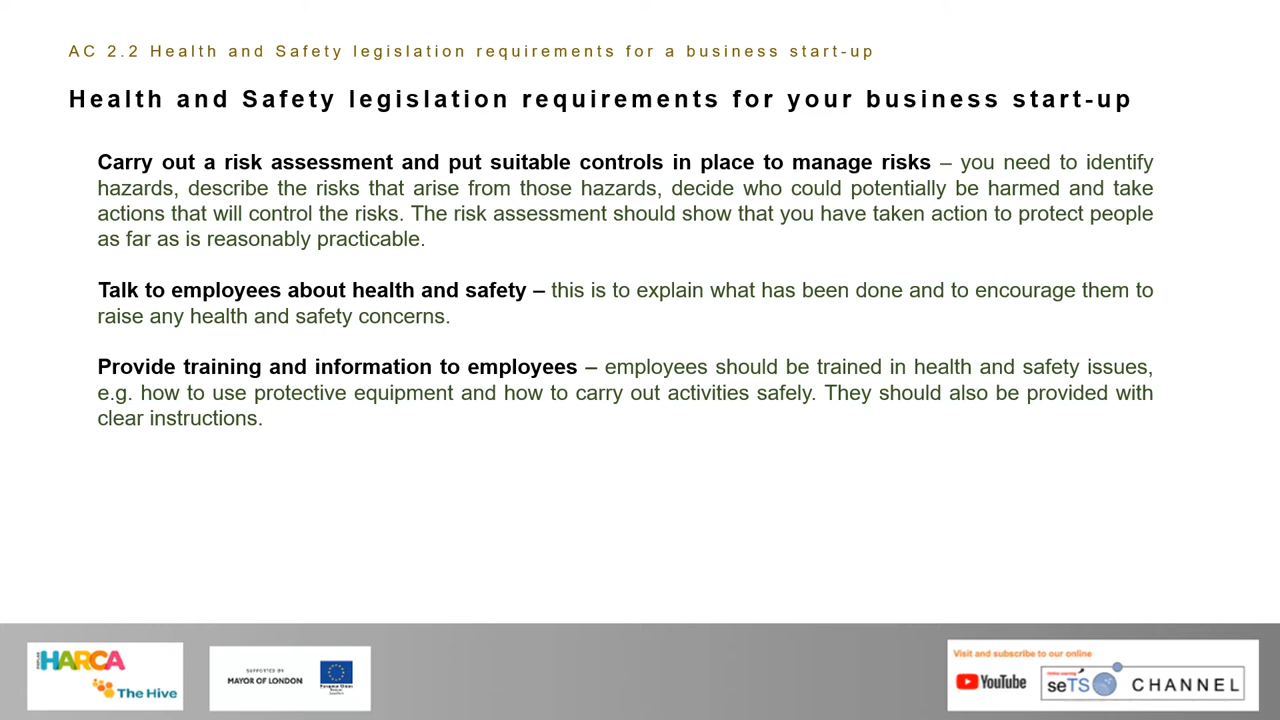 AC 2.2 Health and Safety legislation requirements for a business start-up
Health and Safety legislation requirements for your business start-up
Carry out a risk assessment and put suitable controls in place to manage risks – you need to identify
hazards, describe the risks that arise from those hazards, decide who could potentially be harmed and take
actions that will control the risks. The risk assessment should show that you have taken action to protect people
as far as is reasonably practicable.
Talk to employees about health and safety – this is to explain what has been done and to encourage them to
raise any health and safety concerns.
Provide training and information to employees – employees should be trained in health and safety issues,
e.g. how to use protective equipment and how to carry out activities safely. They should also be provided with
clear instructions.
HARCA
The Hive
SUPPORTED BY
MAYOR OF LONDON
European Union
Visit and subscribe to our online
YouTube
seTS CHANNEL